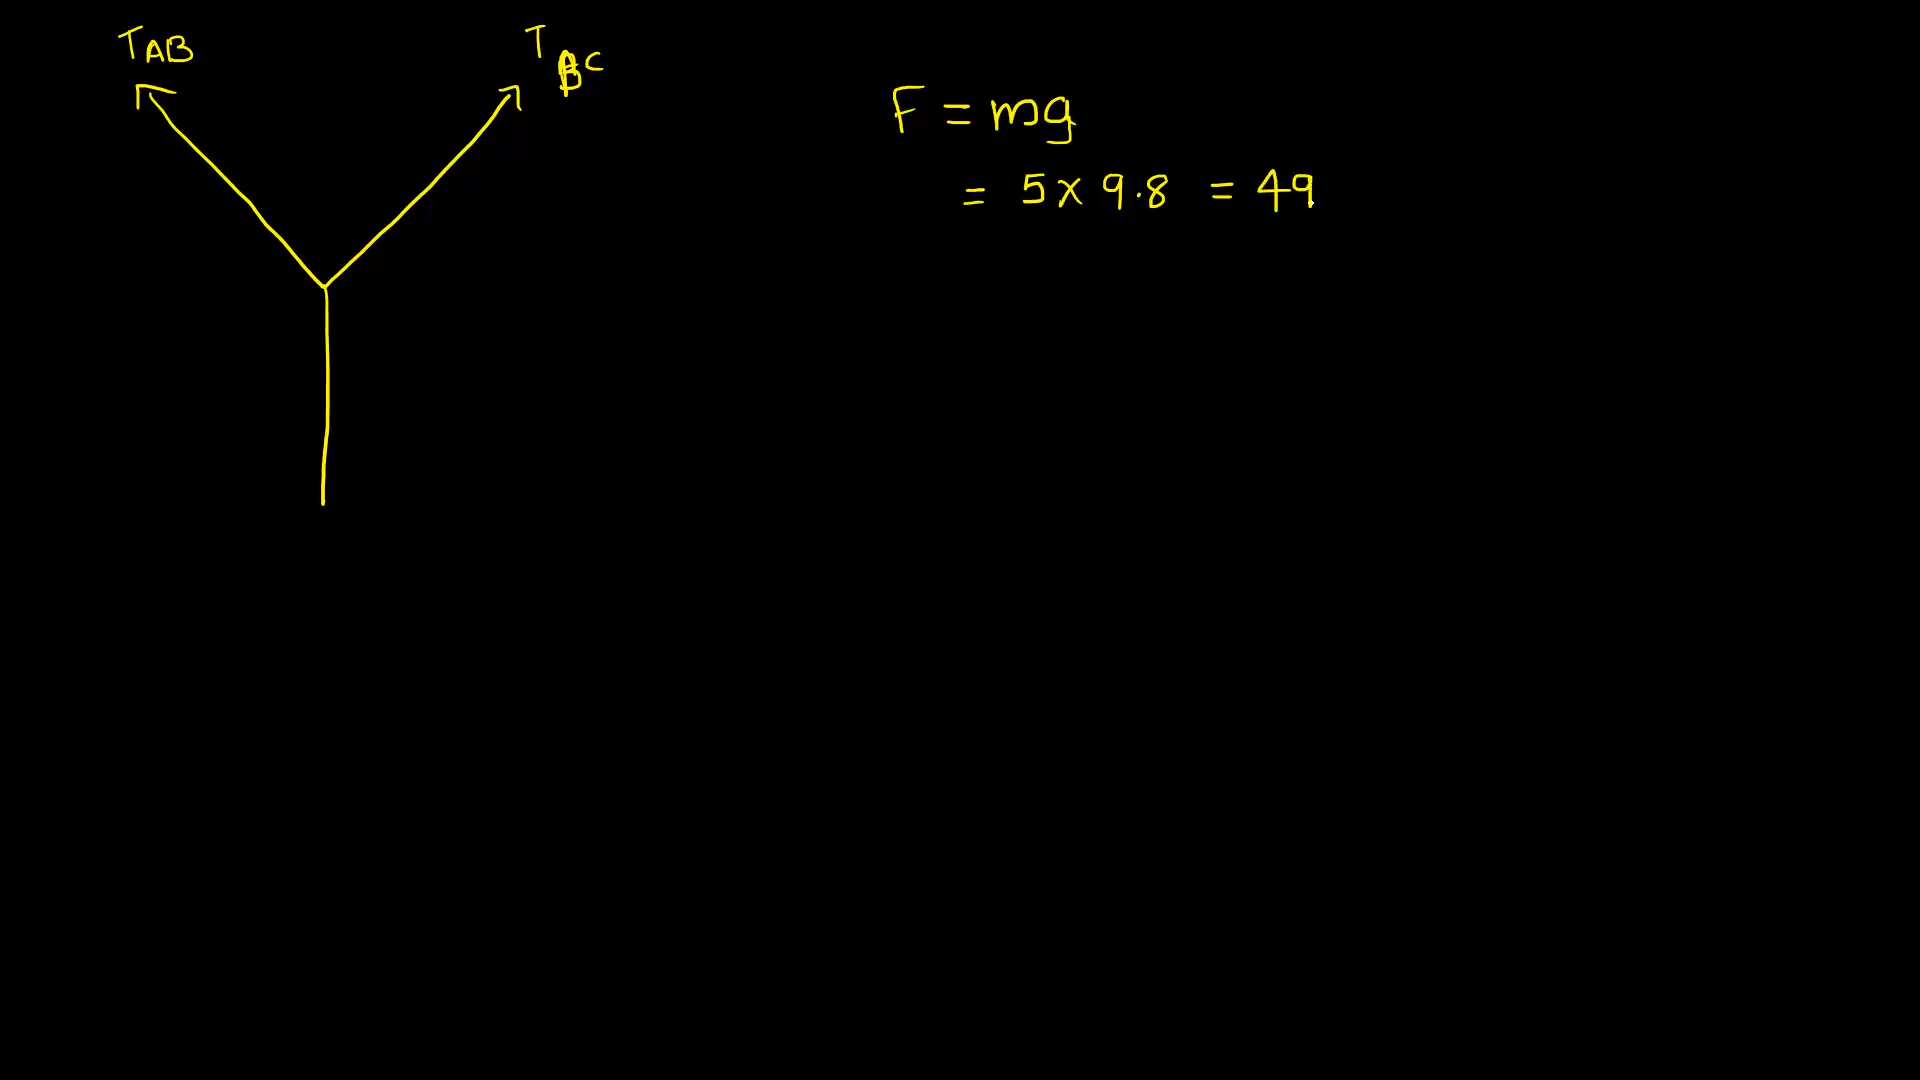 TAB
TBC
F = mg
= 5 x 9.8 = 49